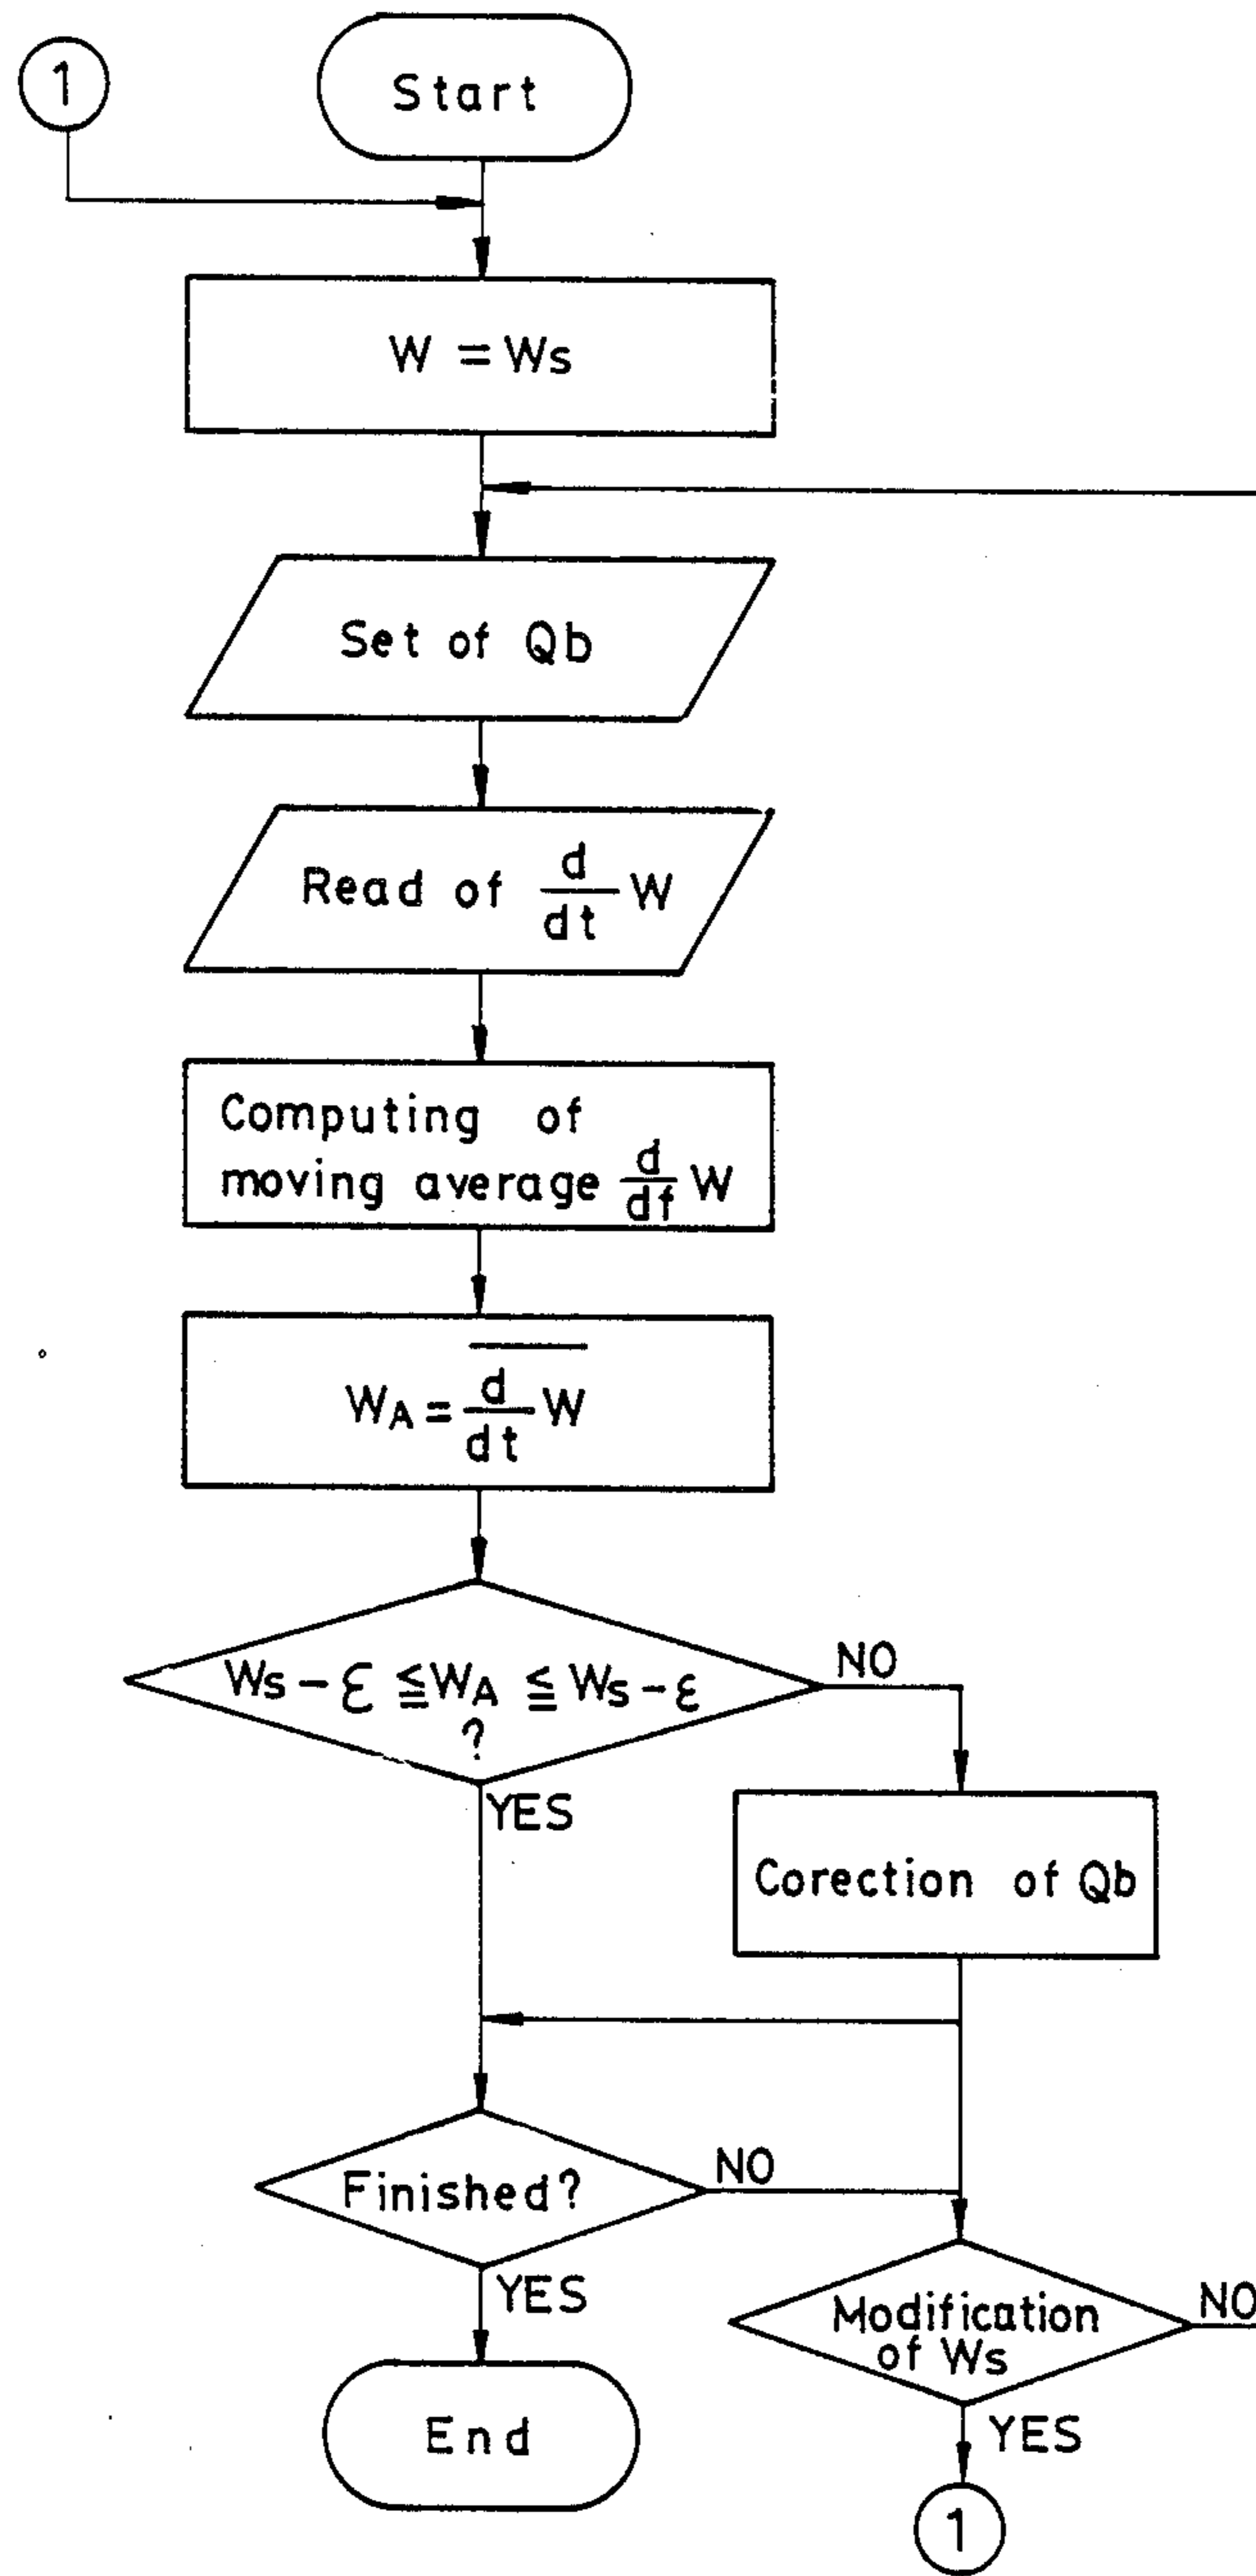 1
Start
W = Ws
Set of Qb
Read of d/dt W
Computing of
moving average d/df W
WA = d/dt W
Ws - Ɛ ≦ WA ≦ Ws - ε
?
NO
YES
Corection of Qb
Finished?
NO
YES
Modification
of Ws
NO
YES
End
1